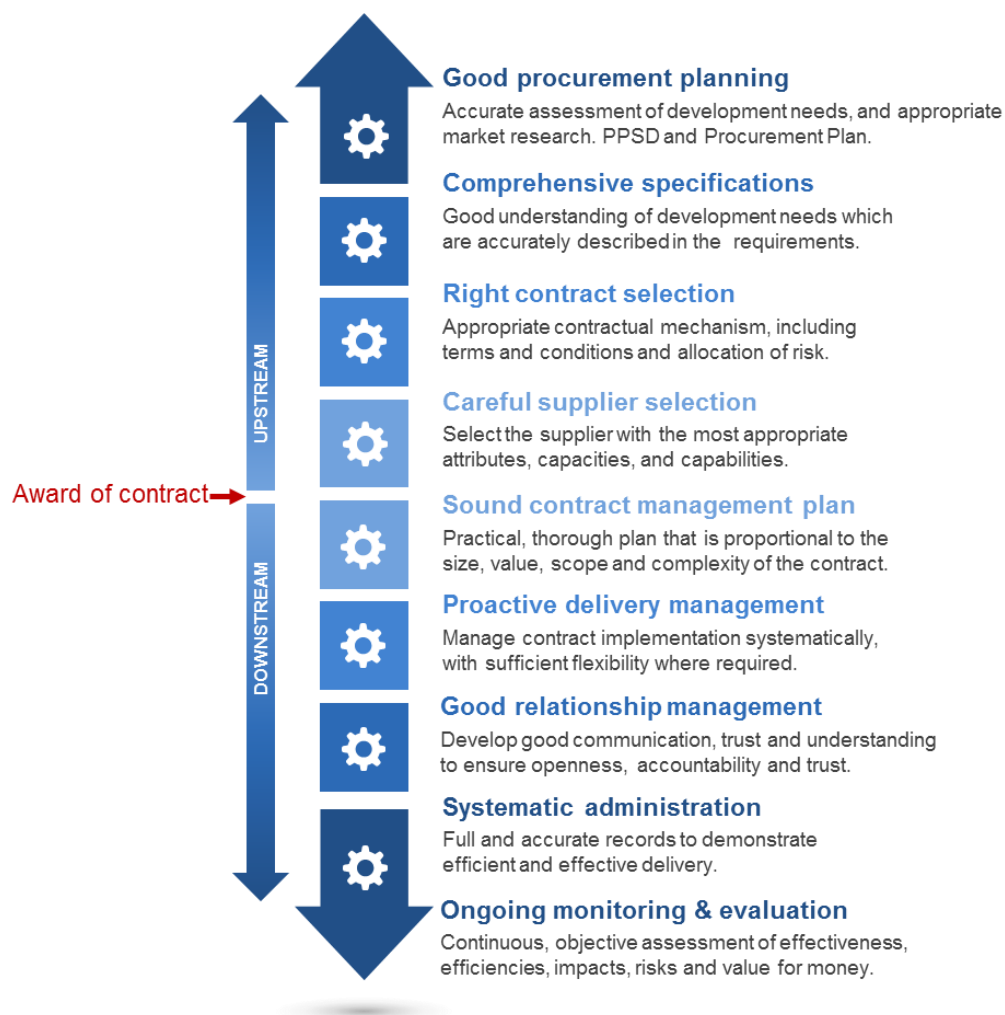 Good procurement planning
Accurate assessment of development needs, and appropriate
market research. PPSD and Procurement Plan.
Comprehensive specifications
Good understanding of development needs which
are accurately described in the requirements.
Right contract selection
Appropriate contractual mechanism, including
terms and conditions and allocation of risk.
UPSTREAM
Careful supplier selection
Select the supplier with the most appropriate
attributes, capacities, and capabilities.
Award of contract
Sound contract management plan
Practical, thorough plan that is proportional to the
size, value, scope and complexity of the contract.
DOWNSTREAM
Proactive delivery management
Manage contract implementation systematically,
with sufficient flexibility where required.
Good relationship management
Develop good communication, trust and understanding
to ensure openness, accountability and trust.
Systematic administration
Full and accurate records to demonstrate
efficient and effective delivery.
Ongoing monitoring & evaluation
Continuous, objective assessment of effectiveness,
efficiencies, impacts, risks and value for money.